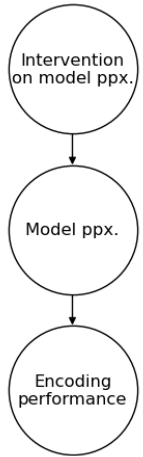 Intervention
on model ppx.
Model ppx.
Encoding
performance